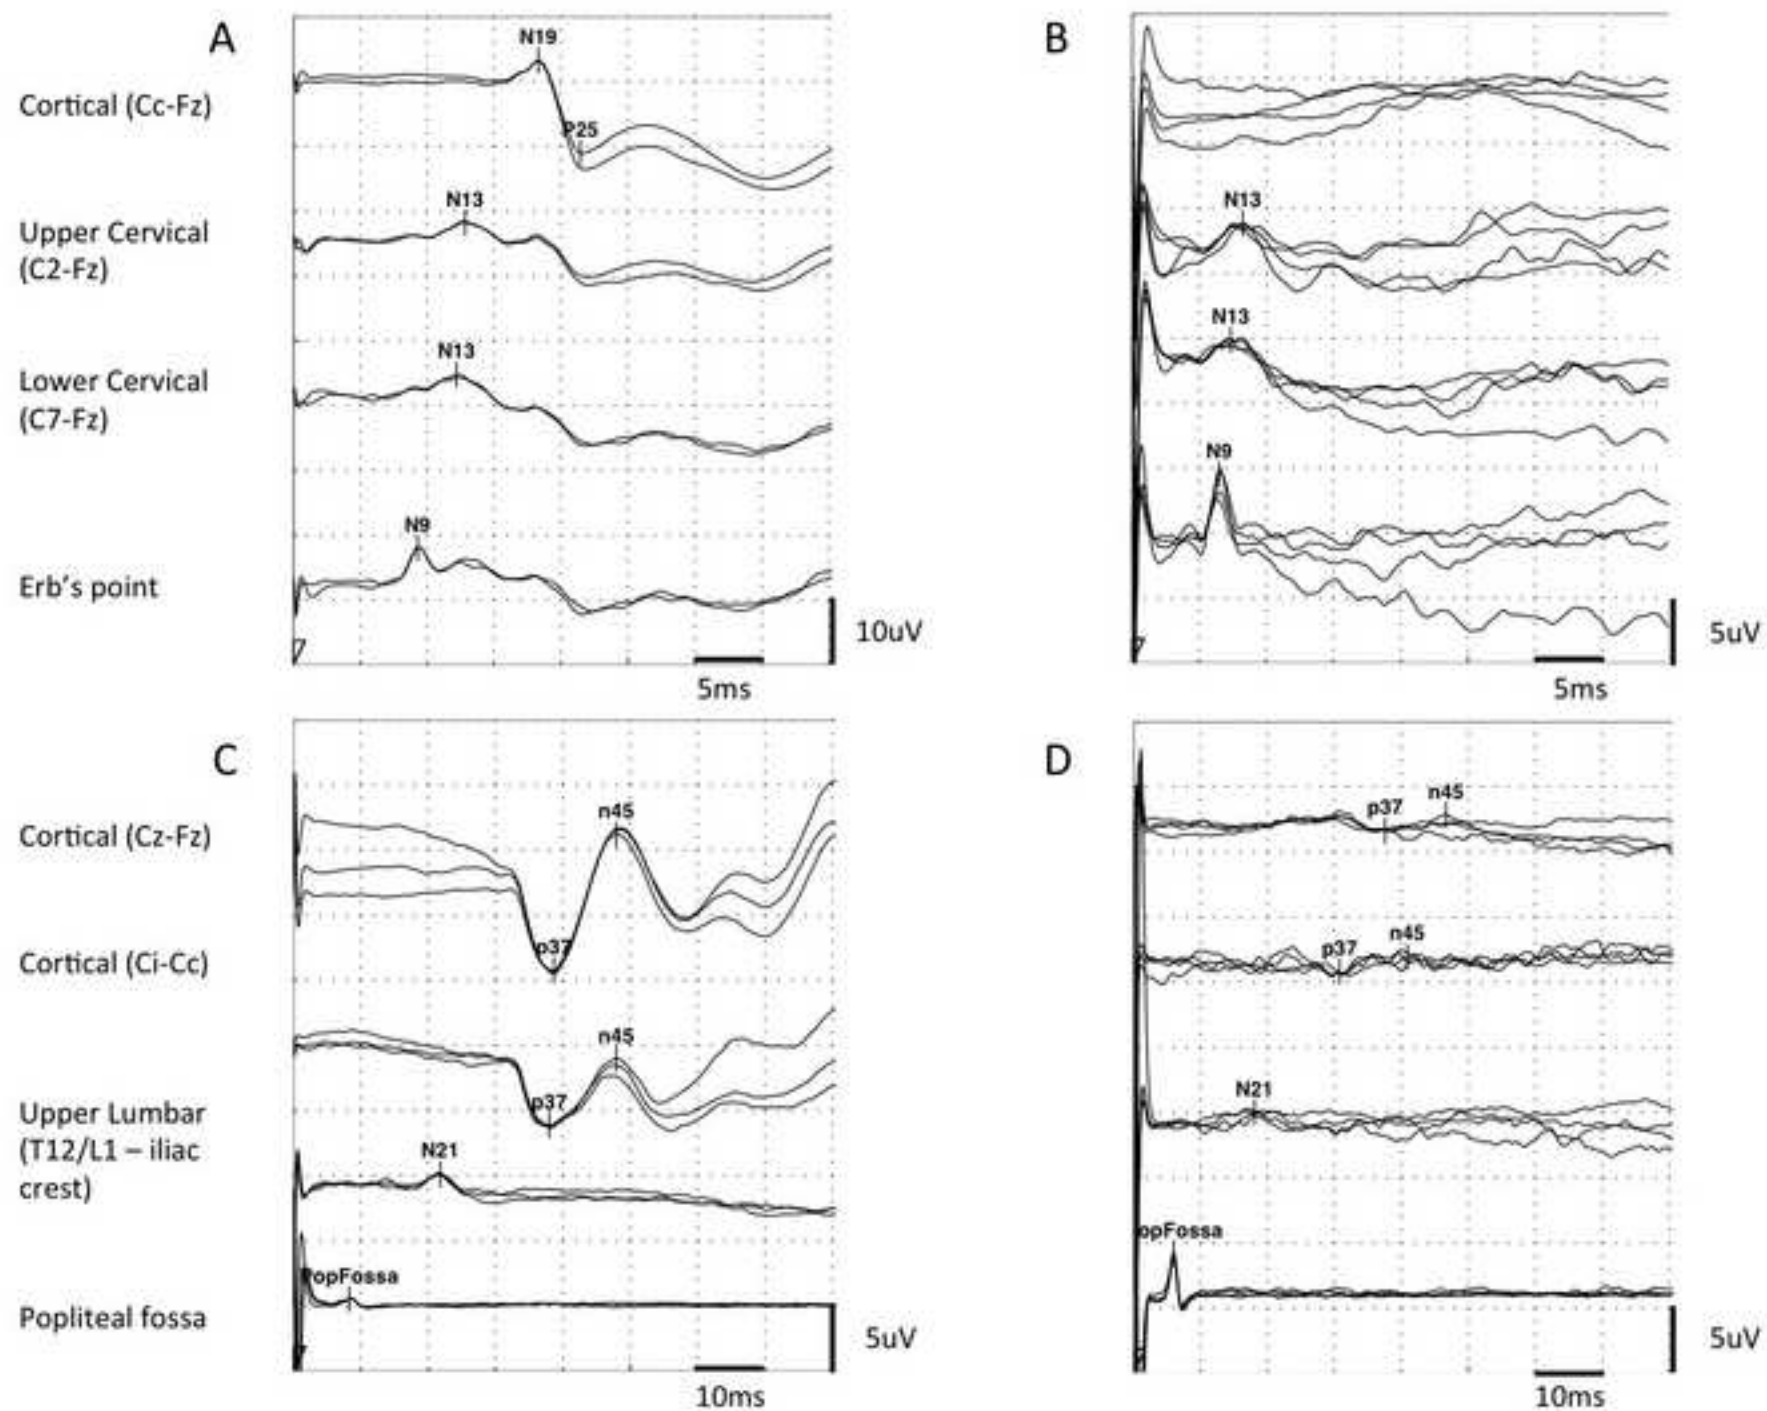 A
Cortical (Cc-Fz)
N19
P25
Upper Cervical
(C2-Fz)
N13
Lower Cervical
(C7-Fz)
N13
Erb's point
N9
10uV
5ms
B
N13
N13
N9
5uV
5ms
C
Cortical (Cz-Fz)
n45
p37
Cortical (Ci-Cc)
n45
p37
Upper Lumbar
(T12/L1 – iliac
crest)
N21
Popliteal fossa
PopFossa
5uV
10ms
D
p37
n45
p37
n45
N21
opFossa
5uV
10ms